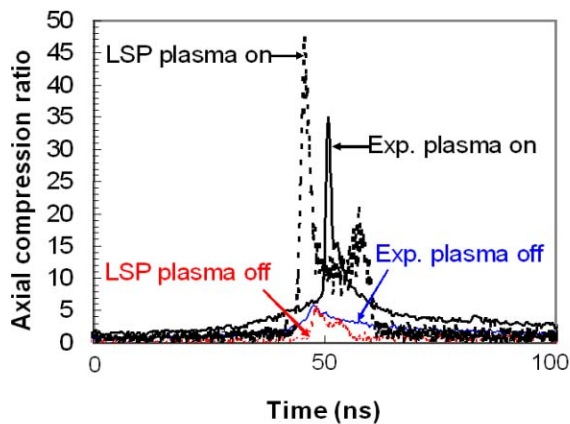 50
45
40
35
30
25
20
15
10
5
0
Axial compression ratio
LSP plasma on
Exp. plasma on
LSP plasma off
Exp. plasma off
0
50
100
Time (ns)